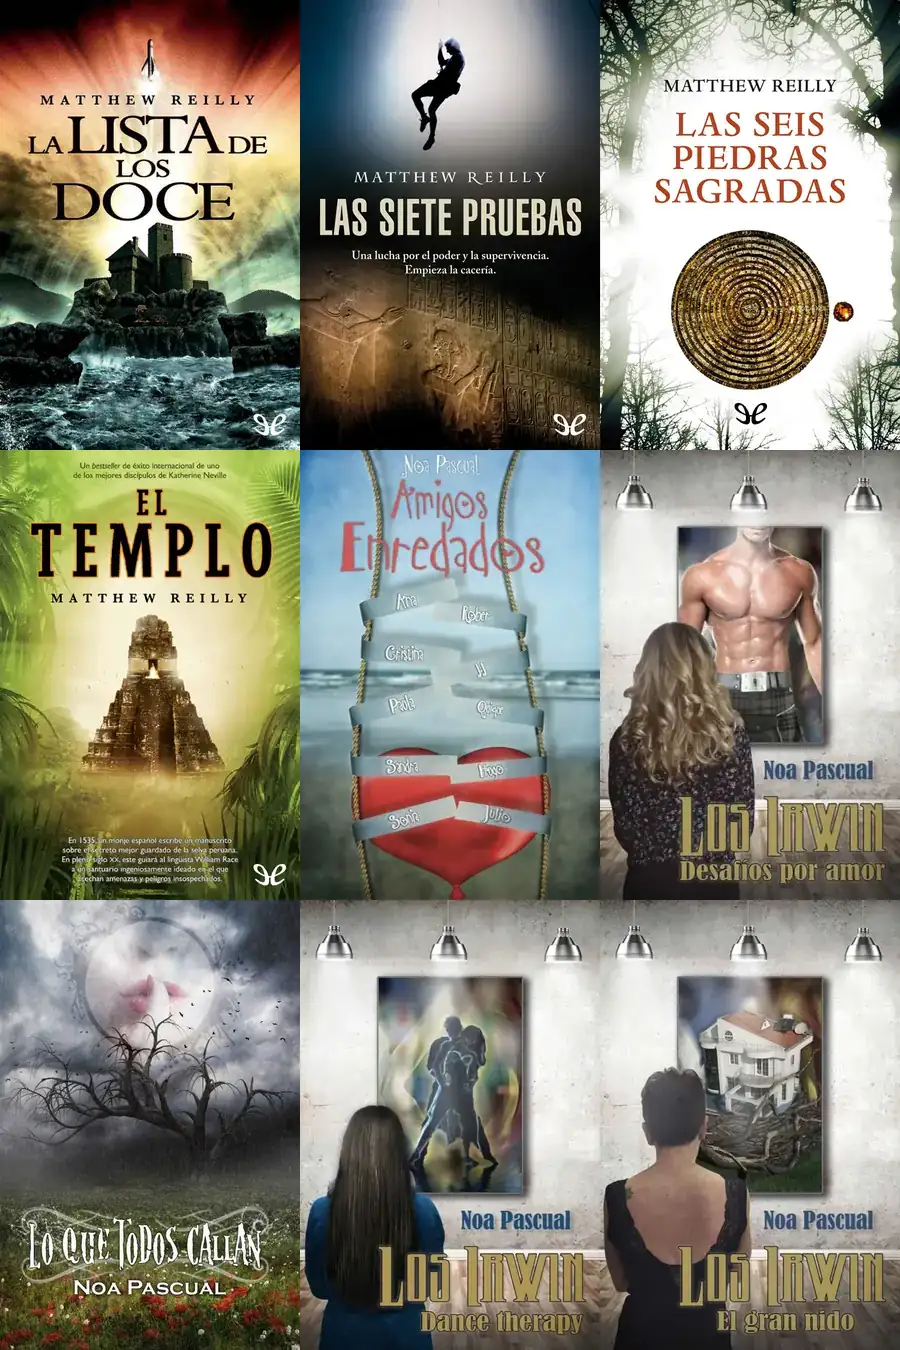 MATTHEW REILLY
LA LISTA DE
LOS
DOCE
MATTHEW REILLY
LAS SIETE PRUEBAS
Una lucha por el poder y la supervivencia.
Empieza la cacería.
MATTHEW REILLY
LAS SEIS
PIEDRAS
SAGRADAS
Un bestseller de éxito internacional de uno
de los mejores discípulos de Katherine Neville
EL
TEMPLO
MATTHEW REILLY
En 1535, un monje español escribe un manuscrito
sobre el secreto mejor guardado de la selva peruana.
En pleno siglo XX, este guiará al lingüista William Race
a un santuario ingeniosamente ideado en el que
acechan amenazas y peligros insospechados.
Noa Pascual
Amigos
Enredados
Ana
Róber
Cristina
JJ
Paula
Quique
Sandra
Hugo
Sonia
Julio
Noa Pascual
Los Irwin
Desafíos por amor
Lo que todos callan
Noa Pascual
Noa Pascual
Los Irwin
Dance therapy
Noa Pascual
Los Irwin
El gran nido